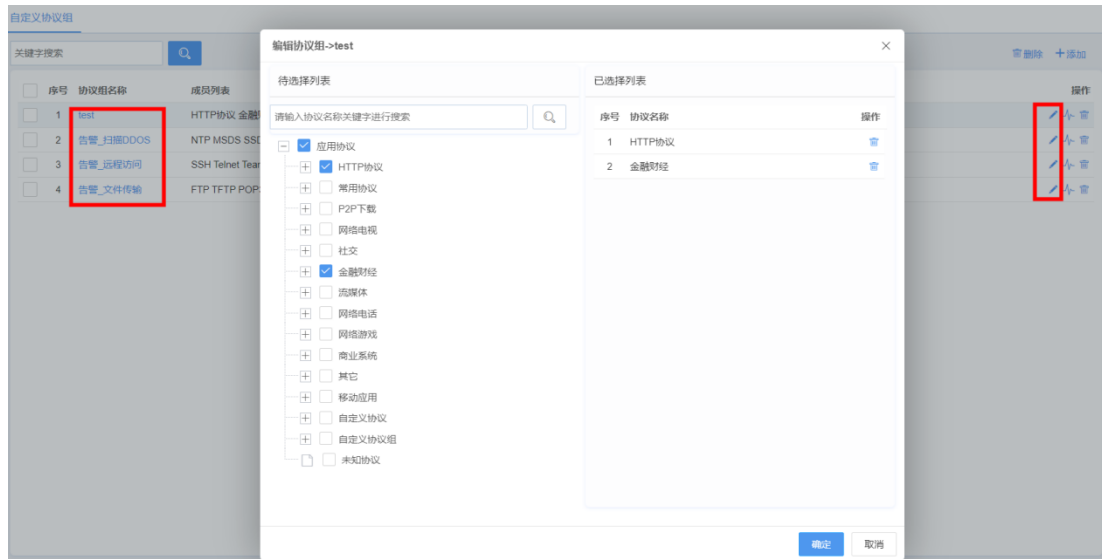 自定义协议组
关键字搜索
删除 添加
序号 协议组名称 成员列表 操作
1 test HTTP协议 金融
2 告警_扫描DDOS NTP MSDS SSD
3 告警_远程访问 SSH Telnet Tear
4 告警_文件传输 FTP TFTP POP
编辑协议组->test
待选择列表
请输入协议名称关键字进行搜索
应用协议
HTTP协议
常用协议
P2P下载
网络电视
社交
金融财经
流媒体
网络电话
网络游戏
商业系统
其它
移动应用
自定义协议
自定义协议组
未知协议
已选择列表
序号 协议名称 操作
1 HTTP协议
2 金融财经
确定 取消